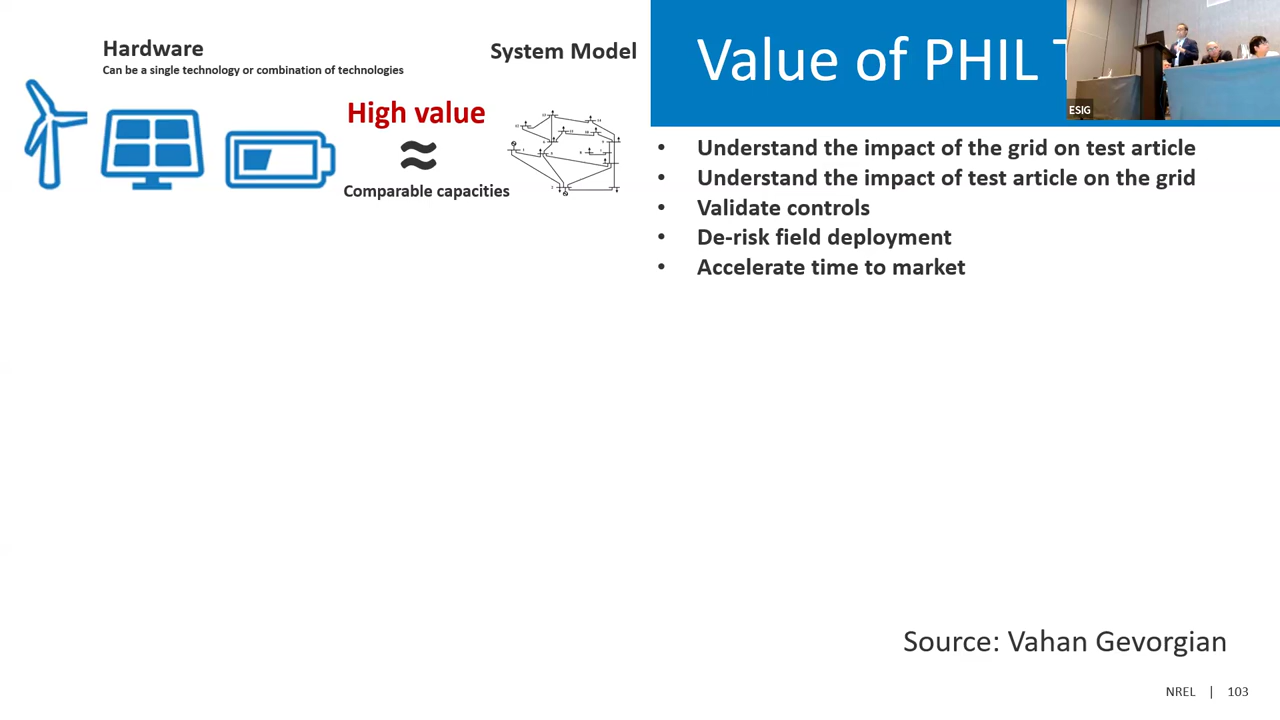 Hardware
Can be a single technology or combination of technologies
High value
≈
Comparable capacities
System Model
Value of PHIL
ESIG
• Understand the impact of the grid on test article
• Understand the impact of test article on the grid
• Validate controls
• De-risk field deployment
• Accelerate time to market
Source: Vahan Gevorgian
NREL | 103